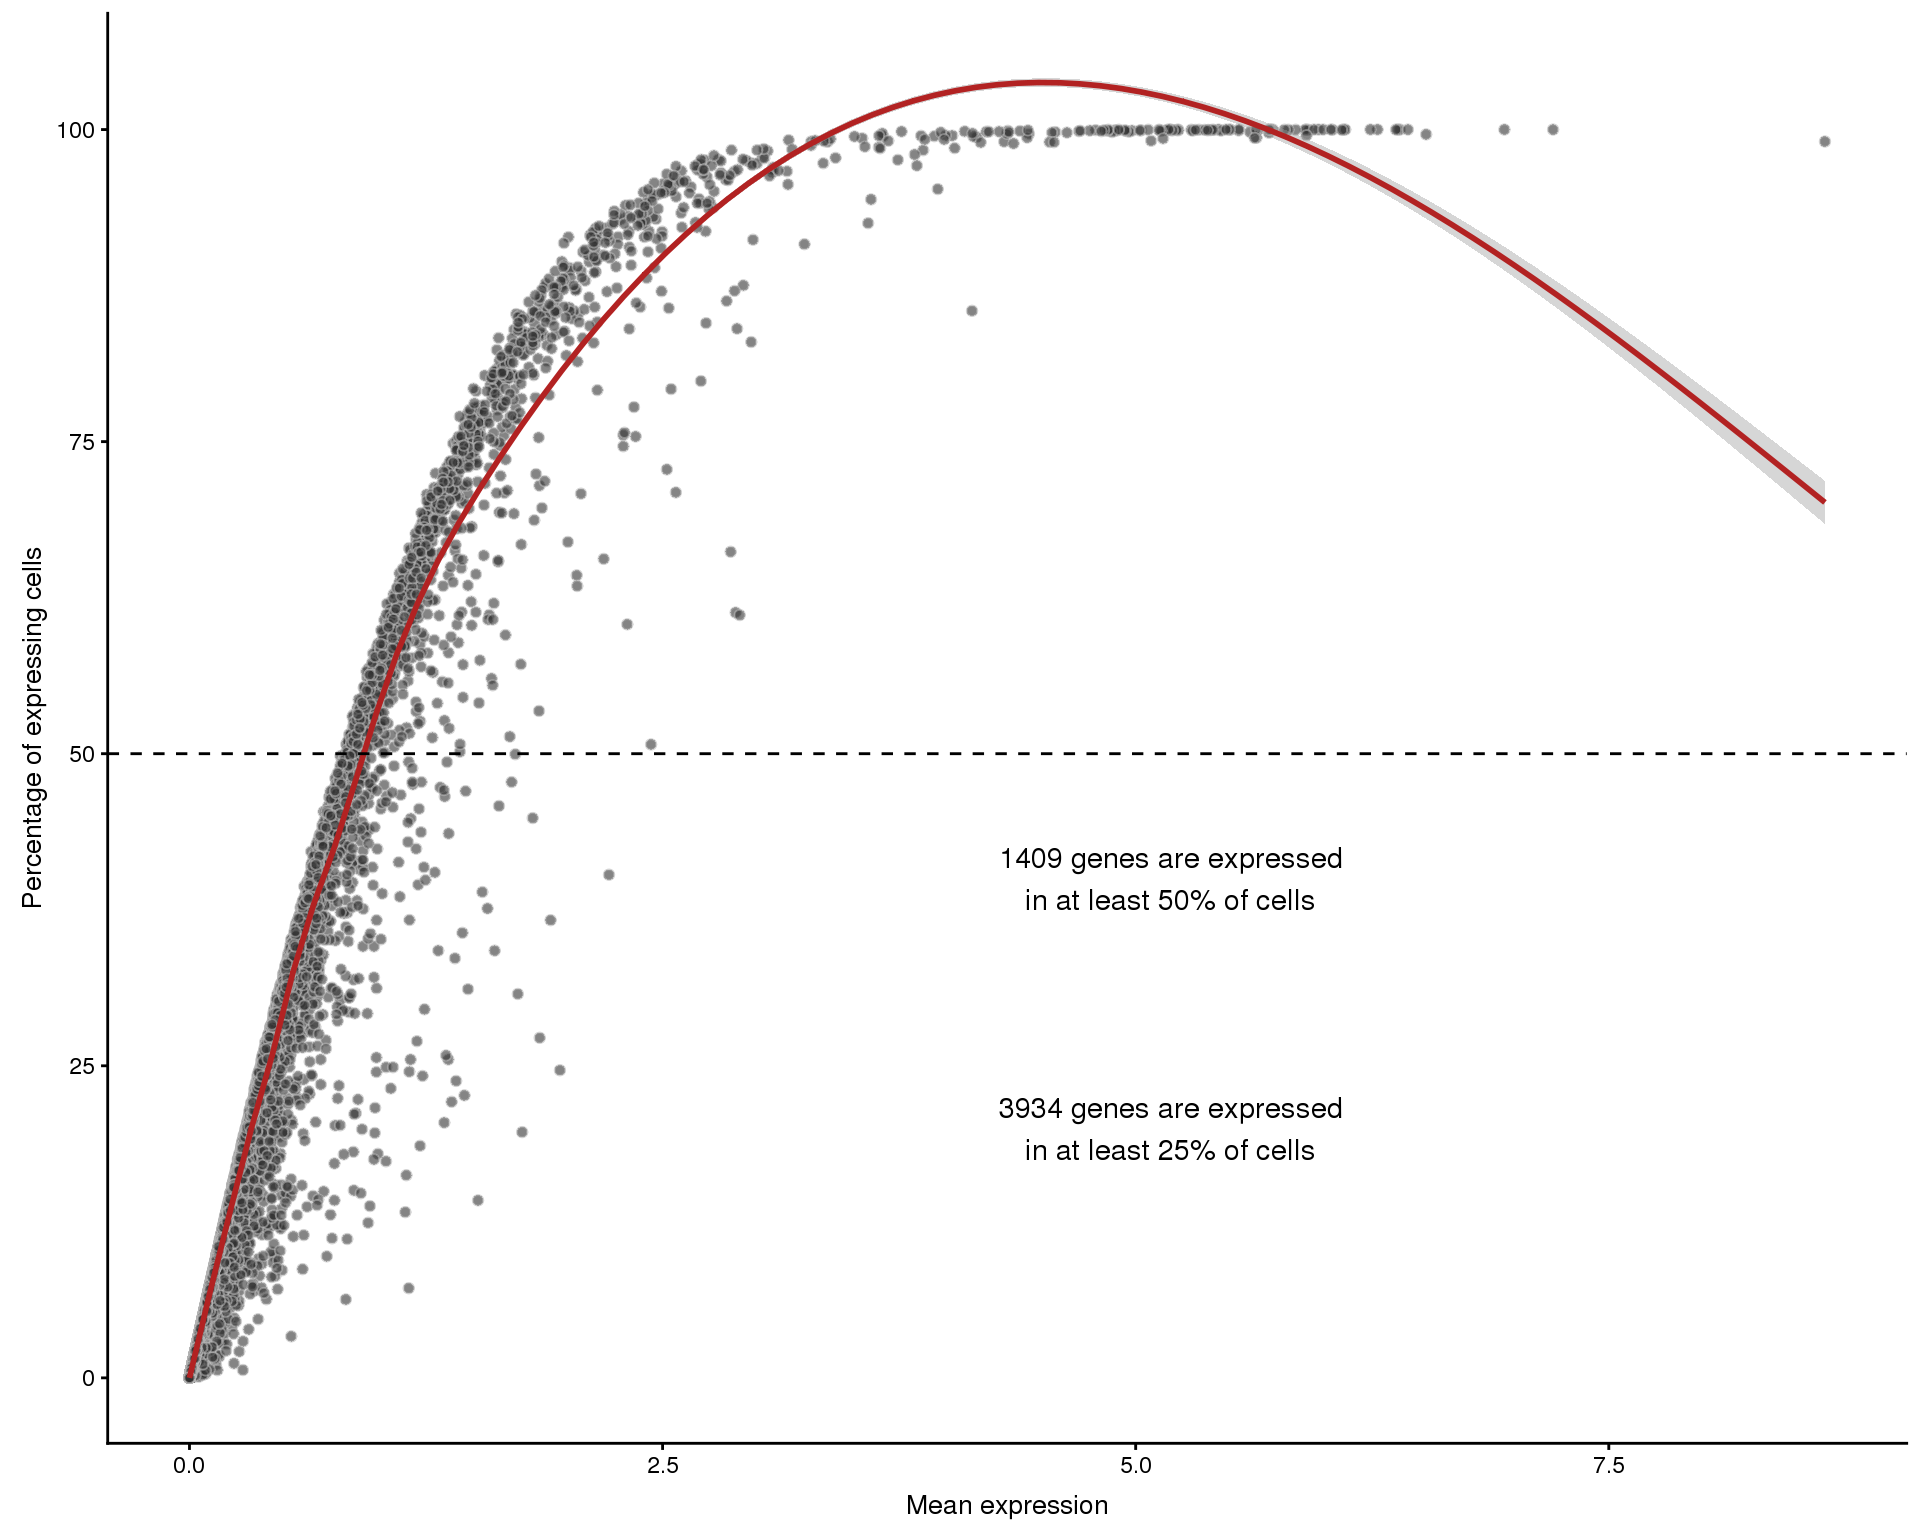 100
75
50
25
0
Percentage of expressing cells
1409 genes are expressed
in at least 50% of cells
3934 genes are expressed
in at least 25% of cells
0.0
2.5
5.0
7.5
Mean expression